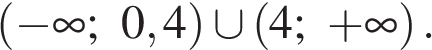 (−∞; 0,4) ∪ (4; +∞).